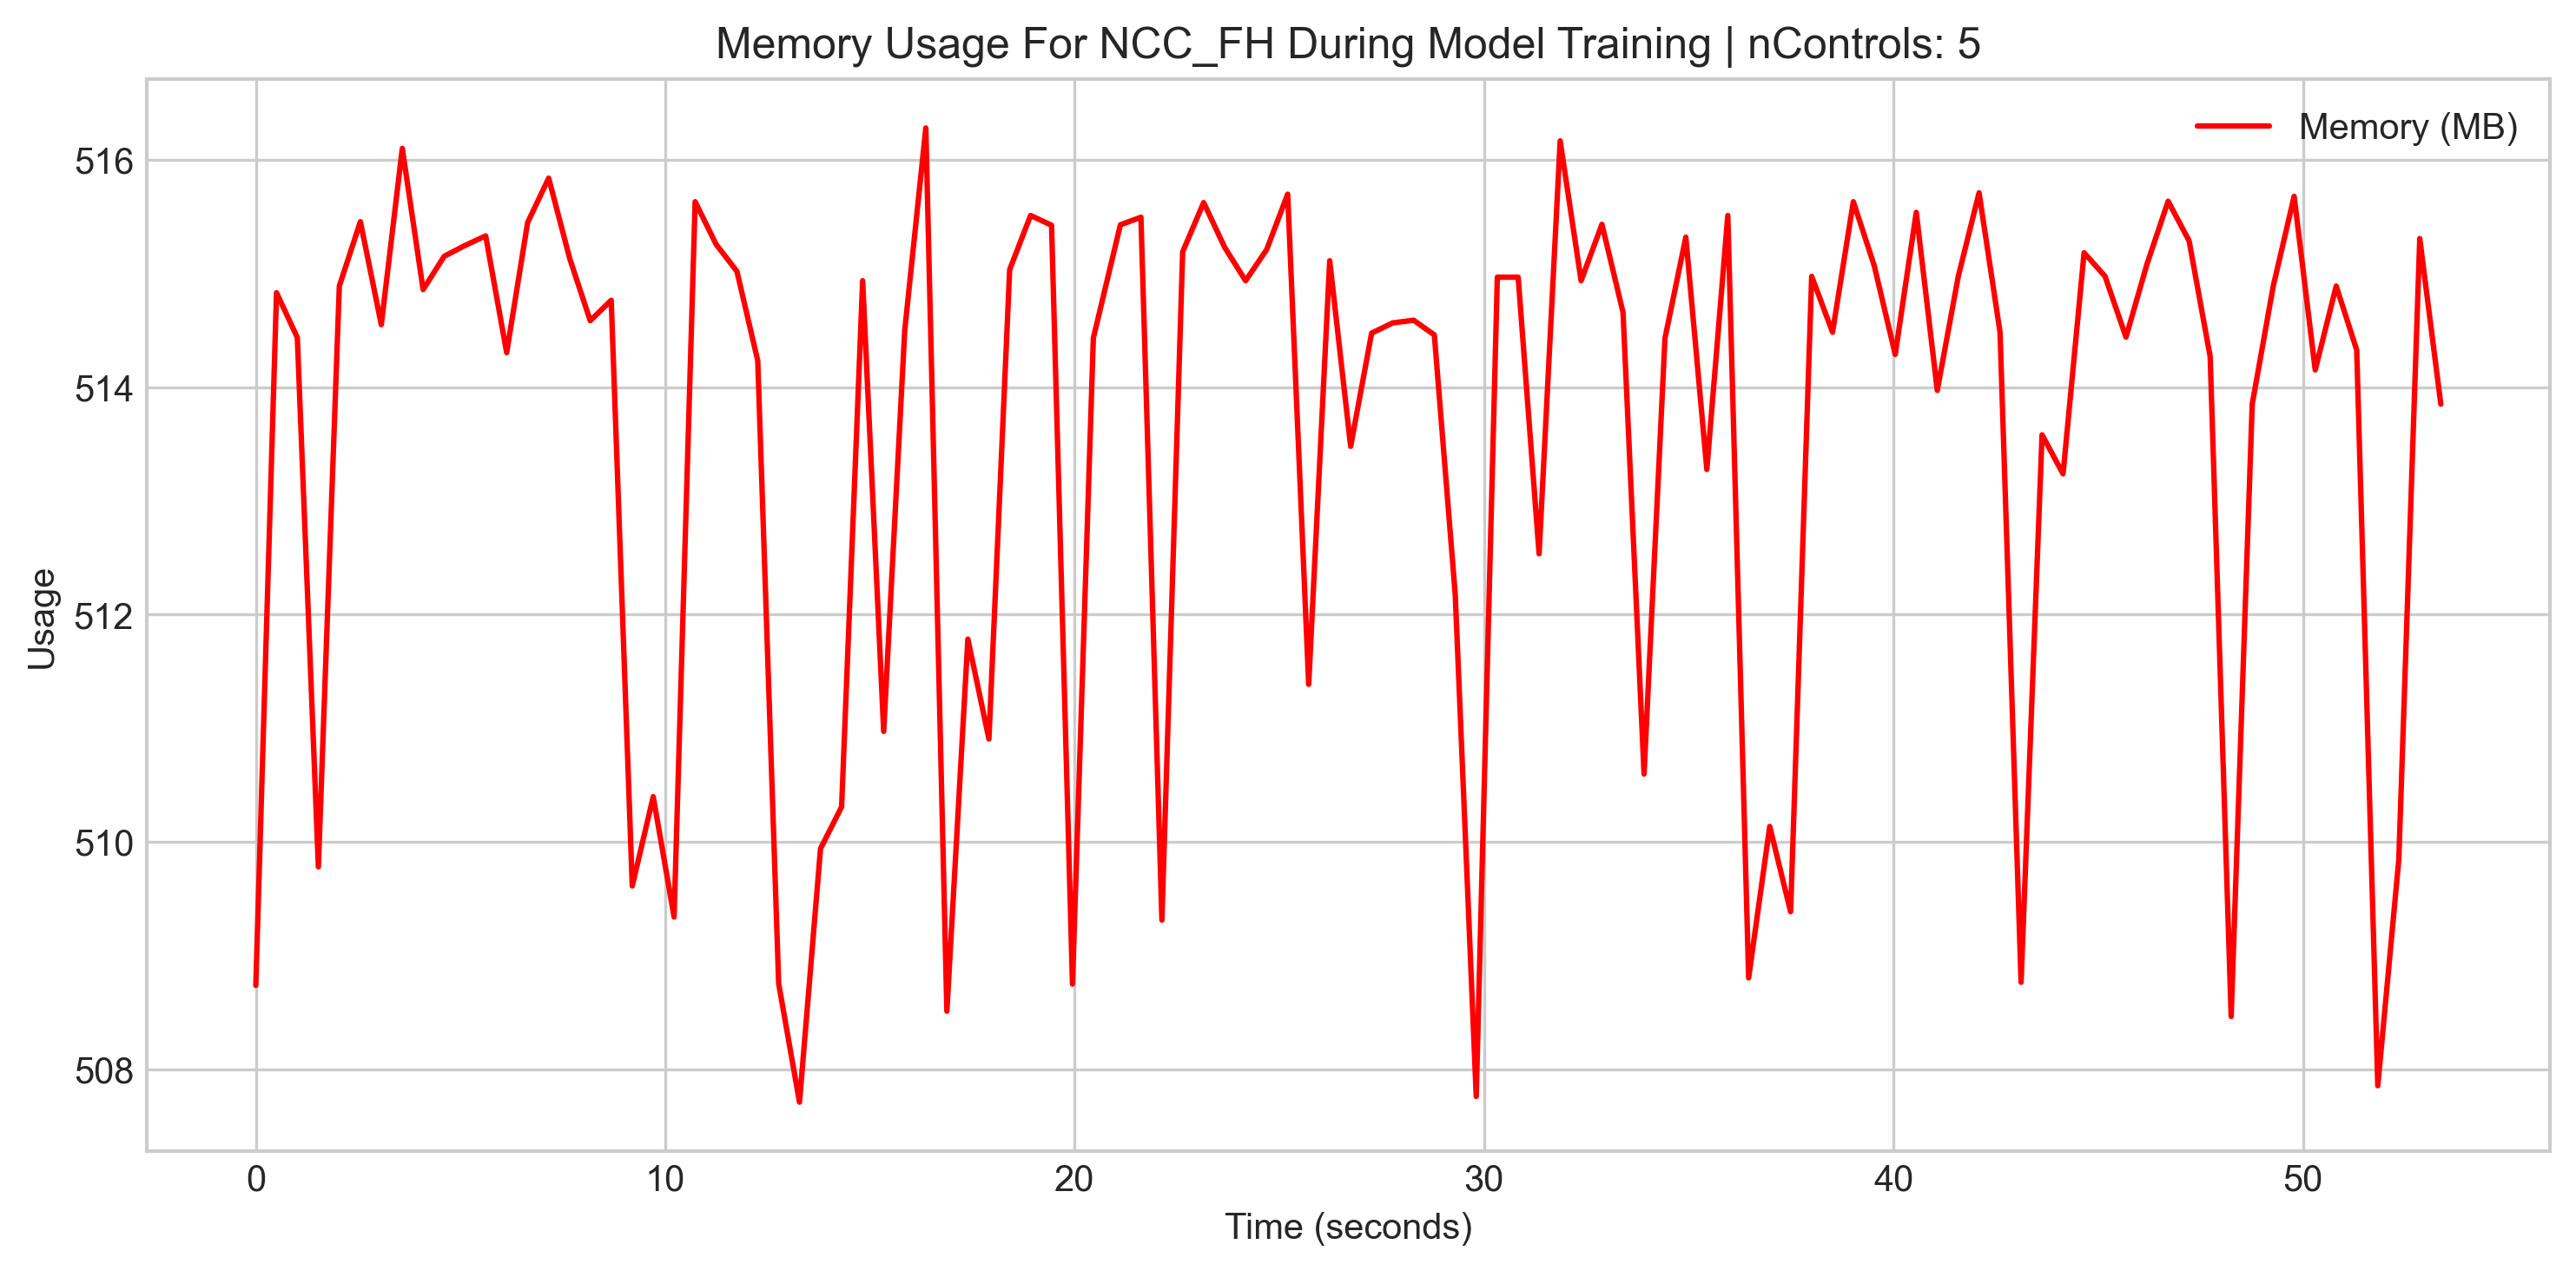 Memory Usage For NCC_FH During Model Training | nControls: 5
Memory (MB)
516
514
512
510
508
Usage
0 10 20 30 40 50
Time (seconds)